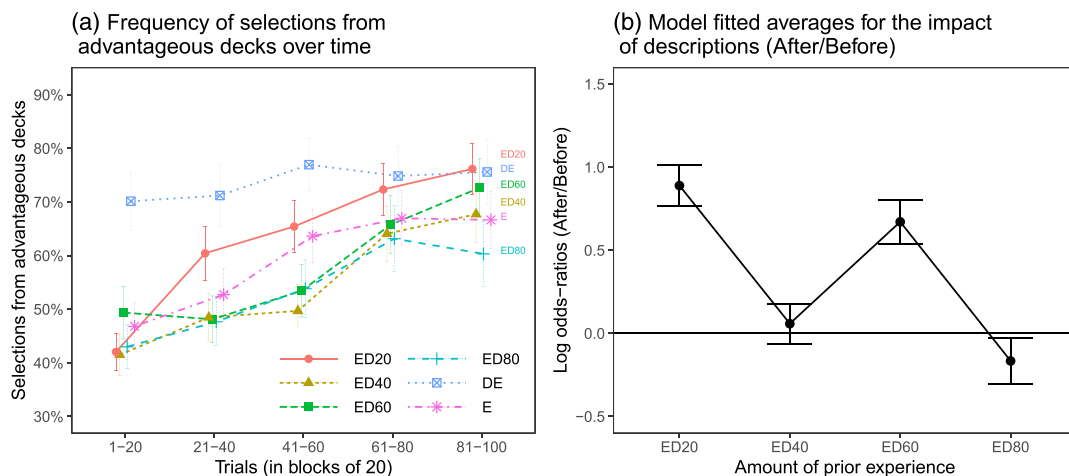 (a) Frequency of selections from
advantageous decks over time
Selections from advantageous decks
90%
80%
70%
60%
50%
40%
30%
ED20
DE
ED60
ED40
E
ED80
ED20
ED40
ED60
ED80
DE
E
1−20
21−40
41−60
61−80
81−100
Trials (in blocks of 20)
(b) Model fitted averages for the impact
of descriptions (After/Before)
Log odds−ratios (After/Before)
1.5
1.0
0.5
0.0
−0.5
ED20
ED40
ED60
ED80
Amount of prior experience